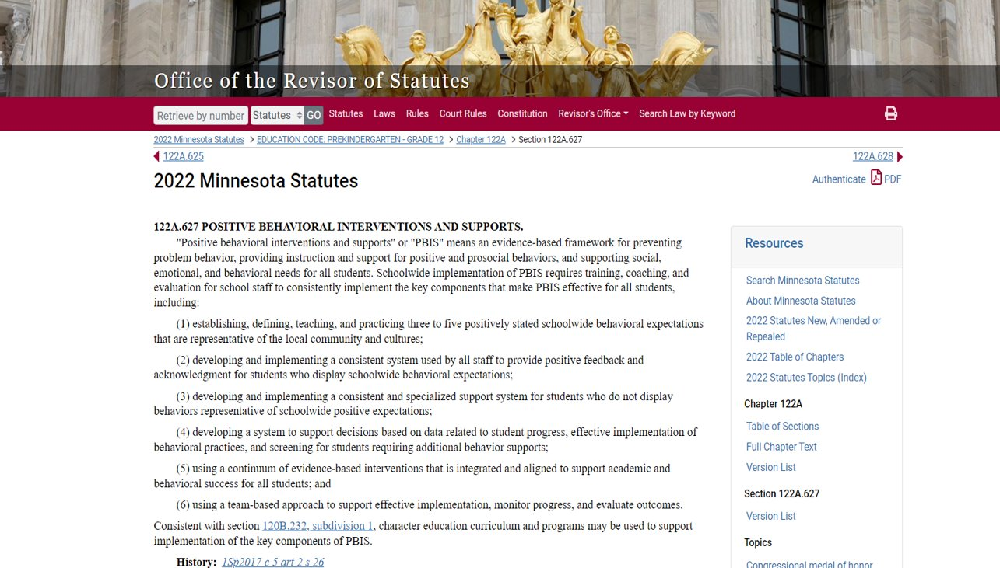 Office of the Revisor of Statutes
Retrieve by number Statutes GO Statutes Laws Rules Court Rules Constitution Revisor's Office Search Law by Keyword
2022 Minnesota Statutes > EDUCATION CODE: PREKINDERGARTEN - GRADE 12 > Chapter 122A > Section 122A.627
122A.625 122A.628
2022 Minnesota Statutes
Authenticate PDF
122A.627 POSITIVE BEHAVIORAL INTERVENTIONS AND SUPPORTS.
"Positive behavioral interventions and supports" or "PBIS" means an evidence-based framework for preventing
problem behavior, providing instruction and support for positive and prosocial behaviors, and supporting social,
emotional, and behavioral needs for all students. Schoolwide implementation of PBIS requires training, coaching, and
evaluation for school staff to consistently implement the key components that make PBIS effective for all students,
including:
(1) establishing, defining, teaching, and practicing three to five positively stated schoolwide behavioral expectations
that are representative of the local community and cultures;
(2) developing and implementing a consistent system used by all staff to provide positive feedback and
acknowledgment for students who display schoolwide behavioral expectations;
(3) developing and implementing a consistent and specialized support system for students who do not display
behaviors representative of schoolwide positive expectations;
(4) developing a system to support decisions based on data related to student progress, effective implementation of
behavioral practices, and screening for students requiring additional behavior supports;
(5) using a continuum of evidence-based interventions that is integrated and aligned to support academic and
behavioral success for all students; and
(6) using a team-based approach to support effective implementation, monitor progress, and evaluate outcomes.
Consistent with section 120B.232, subdivision 1, character education curriculum and programs may be used to support
implementation of the key components of PBIS.
History: 1Sp2017 c 5 art 2 s 26
Resources
Search Minnesota Statutes
About Minnesota Statutes
2022 Statutes New, Amended or
Repealed
2022 Table of Chapters
2022 Statutes Topics (Index)
Chapter 122A
Table of Sections
Full Chapter Text
Version List
Section 122A.627
Version List
Topics
Congressional medal of honor